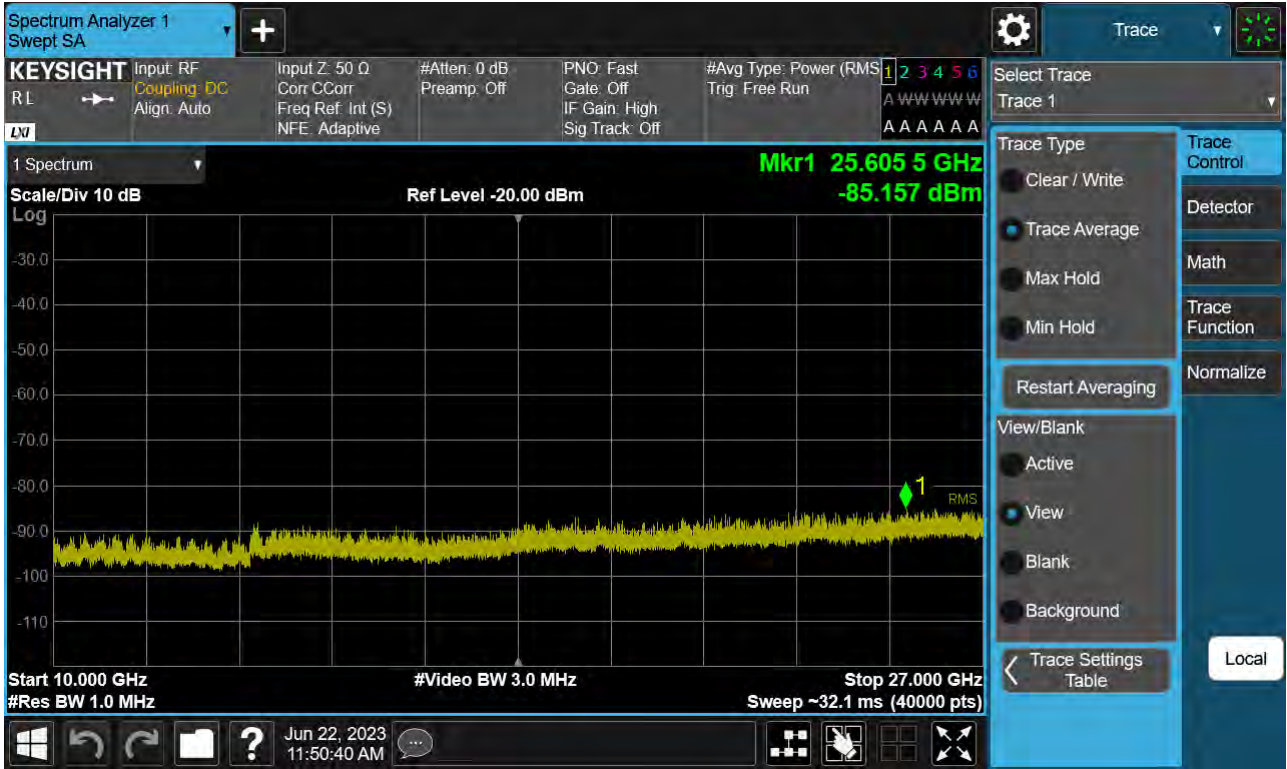 Spectrum Analyzer 1
Swept SA
Trace
KEYSIGHT
R L
LXI
Input: RF
Coupling: DC
Align: Auto
Input Z: 50 Ω
Corr CCorr
Freq Ref: Int (S)
NFE: Adaptive
#Atten: 0 dB
Preamp: Off
PNO: Fast
Gate: Off
IF Gain: High
Sig Track: Off
#Avg Type: Power (RMS
Trig: Free Run
1 2 3 4 5 6
A W W W W W
A A A A A A
Select Trace
Trace 1
1 Spectrum
Scale/Div 10 dB
Ref Level -20.00 dBm
Mkr1 25.605 5 GHz
-85.157 dBm
Log
-30.0
-40.0
-50.0
-60.0
-70.0
-80.0
-90.0
-100
-110
1
RMS
Start 10.000 GHz
#Video BW 3.0 MHz
Stop 27.000 GHz
#Res BW 1.0 MHz
Sweep ~32.1 ms (40000 pts)
Trace Type
Clear / Write
Trace Average
Max Hold
Min Hold
Restart Averaging
View/Blank
Active
View
Blank
Background
Trace Settings
Table
Trace
Control
Detector
Math
Trace
Function
Normalize
Local
?
Jun 22, 2023
11:50:40 AM